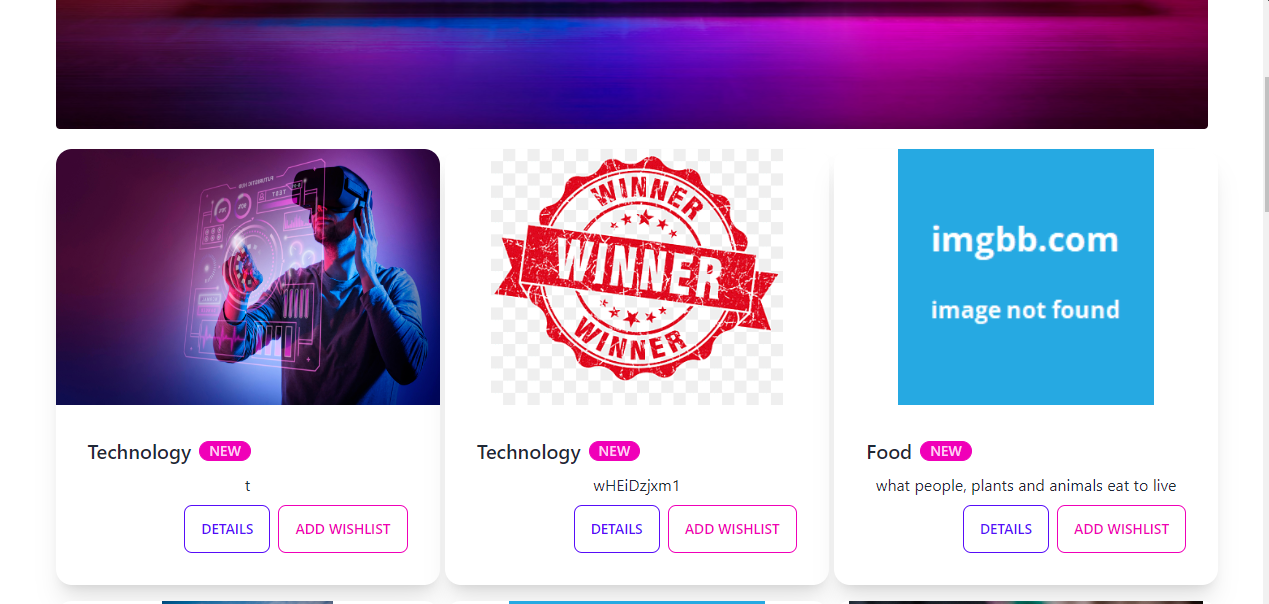 WINNER
WINNER
WINNER
imgbb.com
image not found
Technology NEW
t
DETAILS ADD WISHLIST
Technology NEW
wHEiDzjxm1
DETAILS ADD WISHLIST
Food NEW
what people, plants and animals eat to live
DETAILS ADD WISHLIST